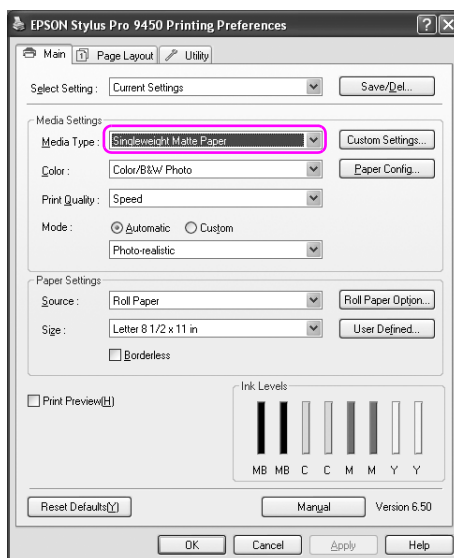 EPSON Stylus Pro 9450 Printing Preferences
Main Page Layout Utility
Select Setting : Current Settings Save/Del...
Media Settings
Media Type : Singleweight Matte Paper Custom Settings...
Color : Color/B&W Photo Paper Config...
Print Quality : Speed
Mode : Automatic Custom
Photo-realistic
Paper Settings
Source : Roll Paper Roll Paper Option...
Size : Letter 8 1/2 x 11 in User Defined...
Borderless
Print Preview(H)
Ink Levels
MB MB C C M M Y Y
Reset Defaults(Y) Manual Version 6.50
OK Cancel Apply Help